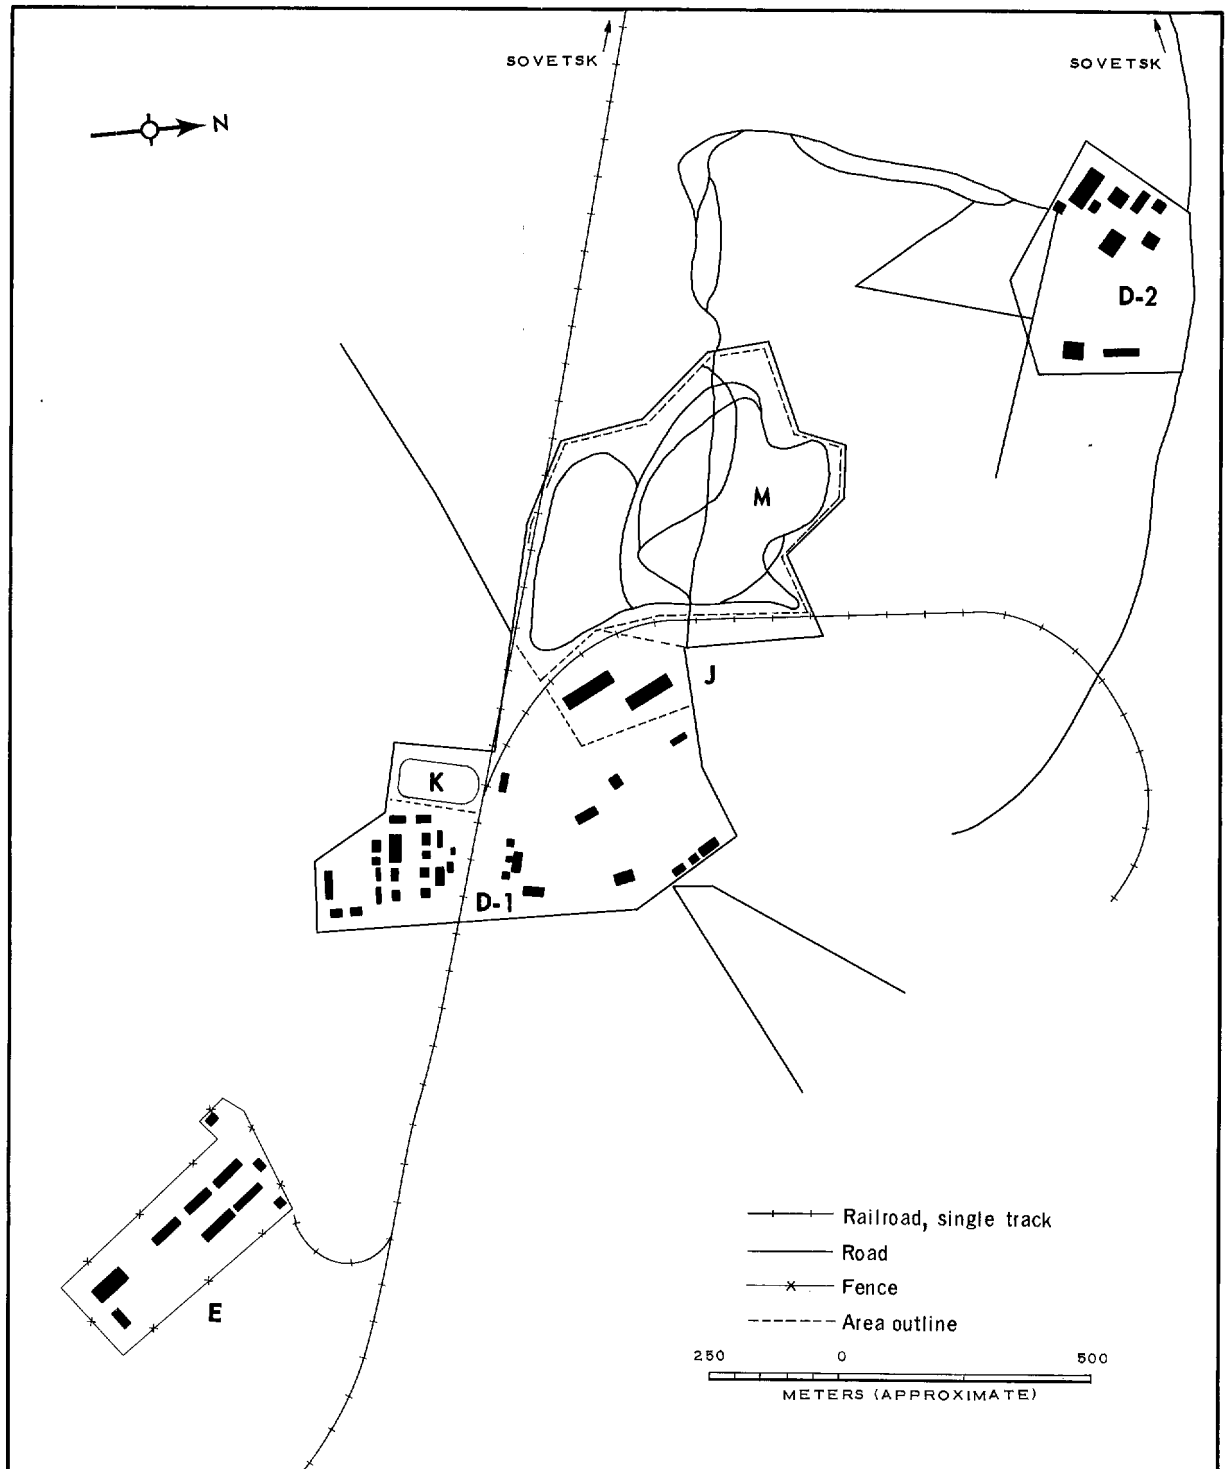 SOVETSK
SOVETSK
N
D-2
M
J
K
D-1
E
Railroad, single track
Road
Fence
Area outline
250 0 500
METERS (APPROXIMATE)